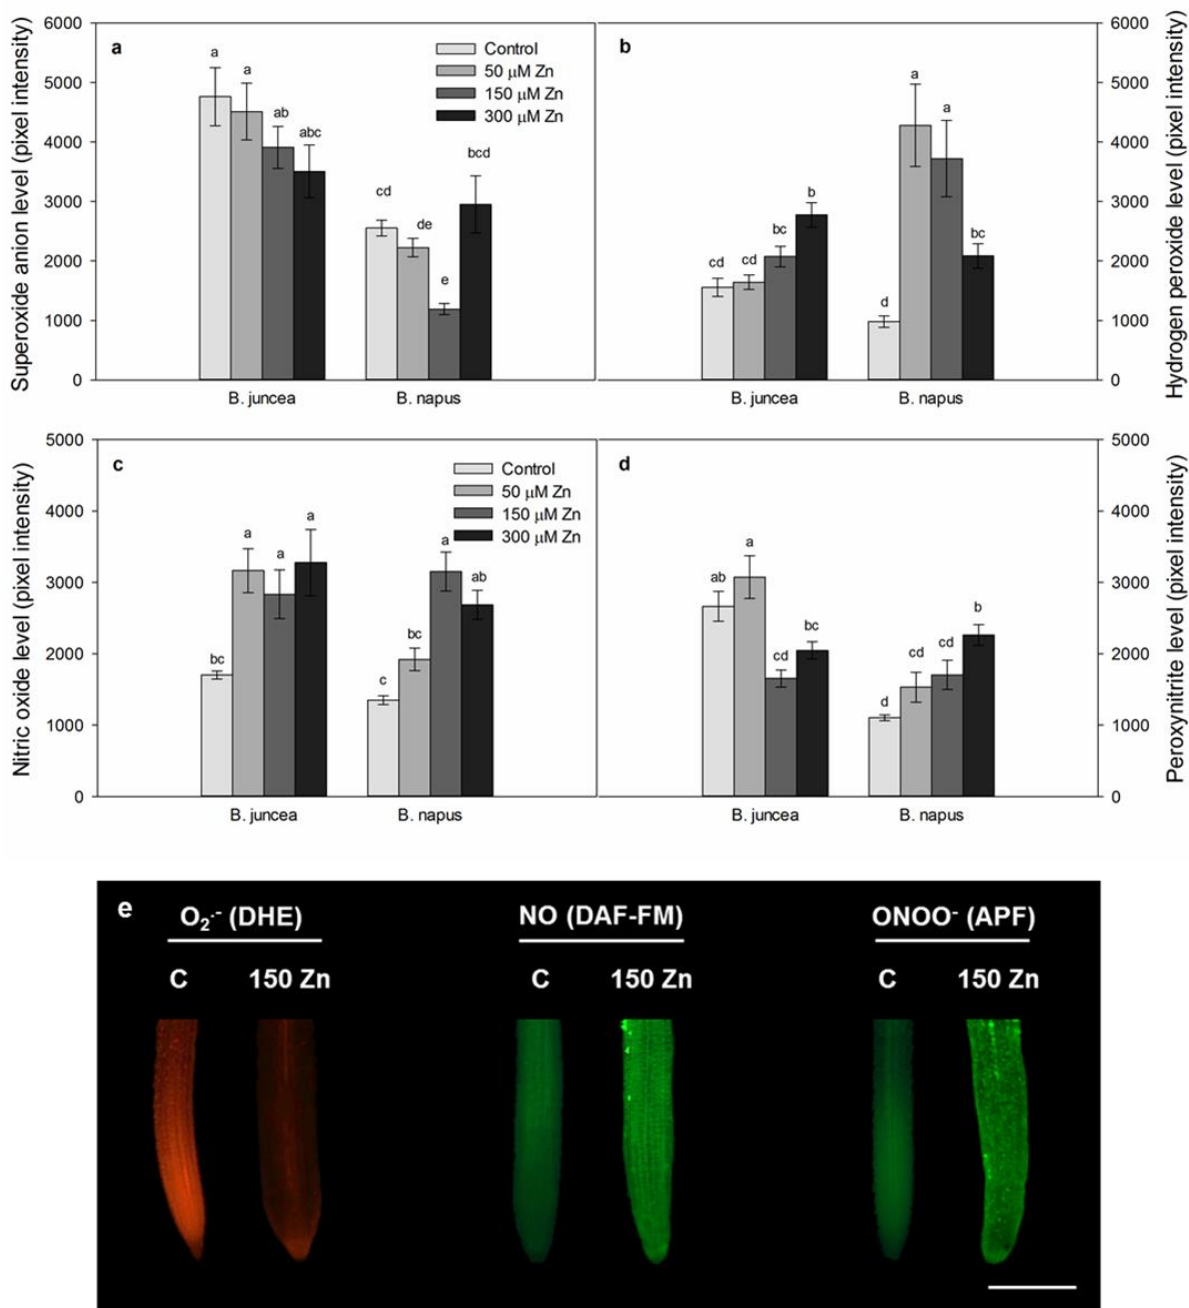 6000
5000
4000
3000
2000
1000
0
Superoxide anion level (pixel intensity)
a
Control
50 μM Zn
150 μM Zn
300 μM Zn
a
a
ab
abc
cd
de
e
bcd
B. juncea
B. napus
b
cd
cd
bc
b
d
a
a
bc
B. juncea
B. napus
6000
5000
4000
3000
2000
1000
0
Hydrogen peroxide level (pixel intensity)
5000
4000
3000
2000
1000
0
Nitric oxide level (pixel intensity)
c
Control
50 μM Zn
150 μM Zn
300 μM Zn
bc
a
a
a
c
bc
a
ab
B. juncea
B. napus
d
ab
a
cd
bc
d
cd
cd
b
B. juncea
B. napus
5000
4000
3000
2000
1000
0
Peroxynitrite level (pixel intensity)
e
O₂·⁻ (DHE)
NO (DAF-FM)
ONOO⁻ (APF)
C 150 Zn
C 150 Zn
C 150 Zn